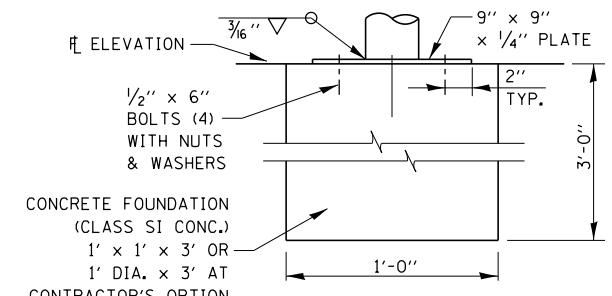 3/16"
9" x 9"
x 1/4" PLATE
℄ ELEVATION
1/2" x 6"
BOLTS (4)
WITH NUTS
& WASHERS
2"
TYP.
3'-0"
CONCRETE FOUNDATION
(CLASS SI CONC.)
1' x 1' x 3' OR
1' DIA. x 3' AT
CONTRACTOR'S OPTION
1'-0"